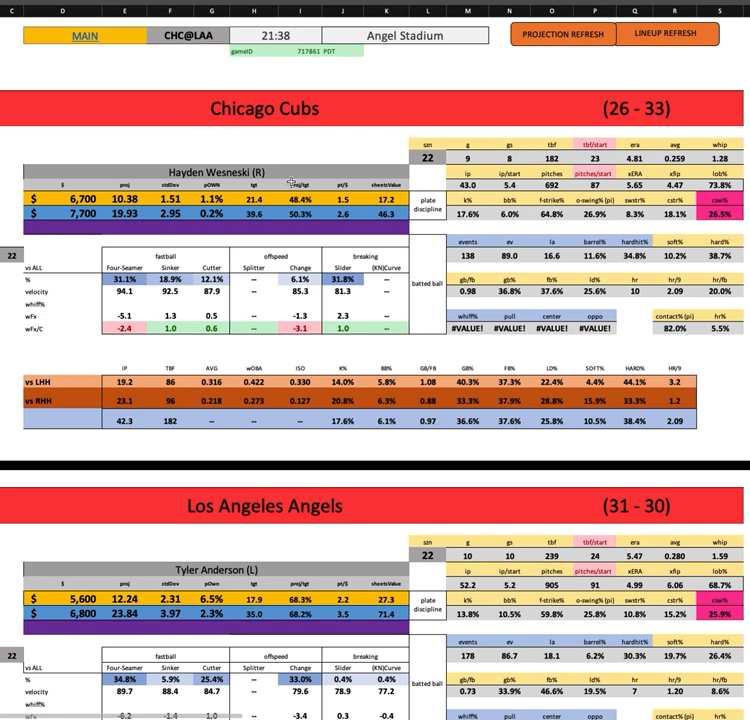 C D E F G H I J K L M N O P Q R S
MAIN CHC@LAA 21:38 Angel Stadium PROJECTION REFRESH LINEUP REFRESH
gameID 717861 PDT
Chicago Cubs (26 - 33)
szn g gs tbf tbf/start era avg whip
22 9 8 182 23 4.81 0.259 1.28
Hayden Wesneski (R) ip ip/start pitches pitches/start xERA xfip lob%
$ proj stdDev pOWN tgt proj/tgt pt/$ sheetsValue 43.0 5.4 692 87 5.65 4.47 73.8%
$ 6,700 10.38 1.51 1.1% 21.4 48.4% 1.5 17.2 plate discipline k% bb% f-strike% o-swing% (pi) swstr% cstr% csw%
$ 7,700 19.93 2.95 0.2% 39.6 50.3% 2.6 46.3 17.6% 6.0% 64.8% 26.9% 8.3% 18.1% 26.5%
events ev la barrel% hardhit% soft% hard%
22 fastball offspeed breaking 138 89.0 16.6 11.6% 34.8% 10.2% 38.7%
vs ALL Four-Seamer Sinker Cutter Splitter Change Slider (KN)Curve
% 31.1% 18.9% 12.1% -- 6.1% 31.8% -- batted ball gb/fb gb% fb% ld% hr hr/9 hr/fb
velocity 94.1 92.5 87.9 -- 85.3 81.3 -- 0.98 36.8% 37.6% 25.6% 10 2.09 20.0%
whiff%
wFx -5.1 1.3 0.5 -1.3 2.3 whiff% pull center oppo contact% (pi) hr%
wFx/C -2.4 1.0 0.6 -- -3.1 1.0 -- #VALUE! #VALUE! #VALUE! #VALUE! 82.0% 5.5%
IP TBF AVG wOBA ISO K% BB% GB/FB GB% FB% LD% SOFT% HARD% HR/9
vs LHH 19.2 86 0.316 0.422 0.330 14.0% 5.8% 1.08 40.3% 37.3% 22.4% 4.4% 44.1% 3.2
vs RHH 23.1 96 0.218 0.273 0.127 20.8% 6.3% 0.88 33.3% 37.9% 28.8% 15.9% 33.3% 1.2
42.3 182 -- -- -- 17.6% 6.1% 0.97 36.6% 37.6% 25.8% 10.5% 38.4% 2.09
Los Angeles Angels (31 - 30)
szn g gs tbf tbf/start era avg whip
22 10 10 239 24 5.47 0.280 1.59
Tyler Anderson (L) ip ip/start pitches pitches/start xERA xfip lob%
$ proj stdDev pOwn tgt proj/tgt pt/$ sheetsValue 52.2 5.2 905 91 4.99 6.06 68.7%
$ 5,600 12.24 2.31 6.5% 17.9 68.3% 2.2 27.3 plate discipline k% bb% f-strike% o-swing% (pi) swstr% cstr% csw%
$ 6,800 23.84 3.97 2.3% 35.0 68.2% 3.5 71.4 13.8% 10.5% 59.8% 25.8% 10.8% 15.2% 25.9%
events ev la barrel% hardhit% soft% hard%
22 fastball offspeed breaking 178 86.7 18.1 6.2% 30.3% 19.7% 26.4%
vs ALL Four-Seamer Sinker Cutter Splitter Change Slider (KN)Curve
% 34.8% 5.9% 25.4% 33.0% 0.4% 0.4% batted ball gb/fb gb% fb% ld% hr hr/9 hr/fb
velocity 89.7 88.4 84.7 -- 79.6 78.9 77.2 0.73 33.9% 46.6% 19.5% 7 1.20 8.6%
whiff%
wFx -6.2 -1.4 1.0 -3.4 0.3 -0.4 whiff% pull center oppo contact% (pi) hr%